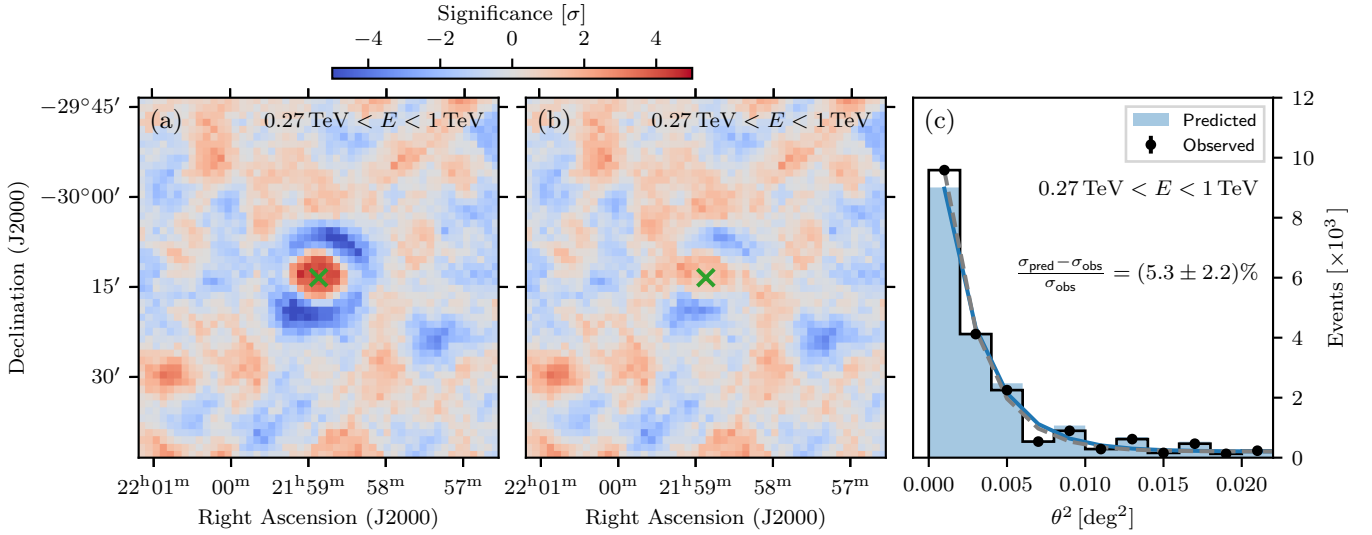 Significance [σ]
−4 −2 0 2 4
(a) 0.27 TeV < E < 1 TeV
(b) 0.27 TeV < E < 1 TeV
(c)
Predicted
Observed
0.27 TeV < E < 1 TeV
(σpred−σobs)/σobs = (5.3 ± 2.2)%
Declination (J2000)
−29°45′
−30°00′
15′
30′
22ʰ01ᵐ 00ᵐ 21ʰ59ᵐ 58ᵐ 57ᵐ
Right Ascension (J2000)
22ʰ01ᵐ 00ᵐ 21ʰ59ᵐ 58ᵐ 57ᵐ
Right Ascension (J2000)
0.000 0.005 0.010 0.015 0.020
θ² [deg²]
12
10
8
6
4
2
0
Events [×10³]